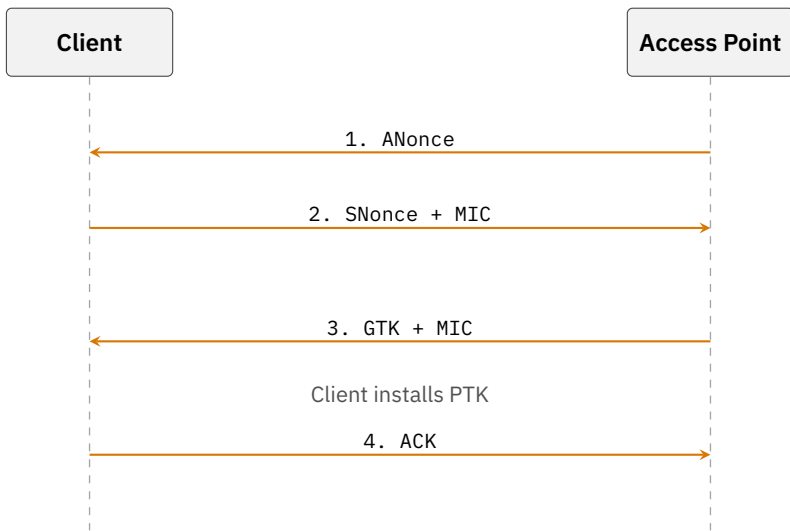 Client
Access Point
1. ANonce
2. SNonce + MIC
3. GTK + MIC
Client installs PTK
4. ACK